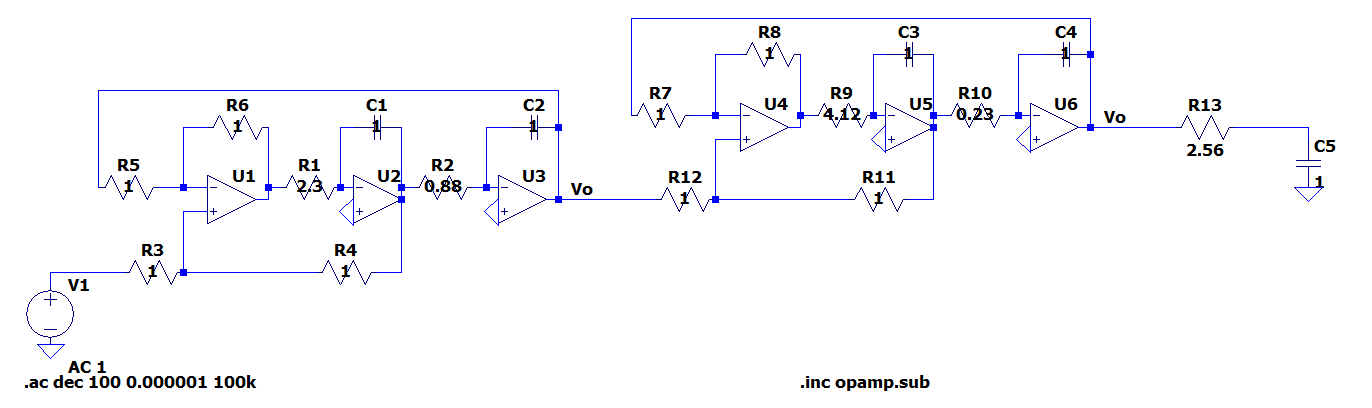 R8
1
C3
1
C4
1
R7
1
U4
R9
4.12
U5
R10
0.23
U6
Vo
R13
2.56
C5
1
R6
1
C1
1
C2
1
R5
1
U1
R1
2.3
U2
R2
0.88
U3
Vo
R12
1
R11
1
R3
1
R4
1
V1
AC 1
.ac dec 100 0.000001 100k
.inc opamp.sub